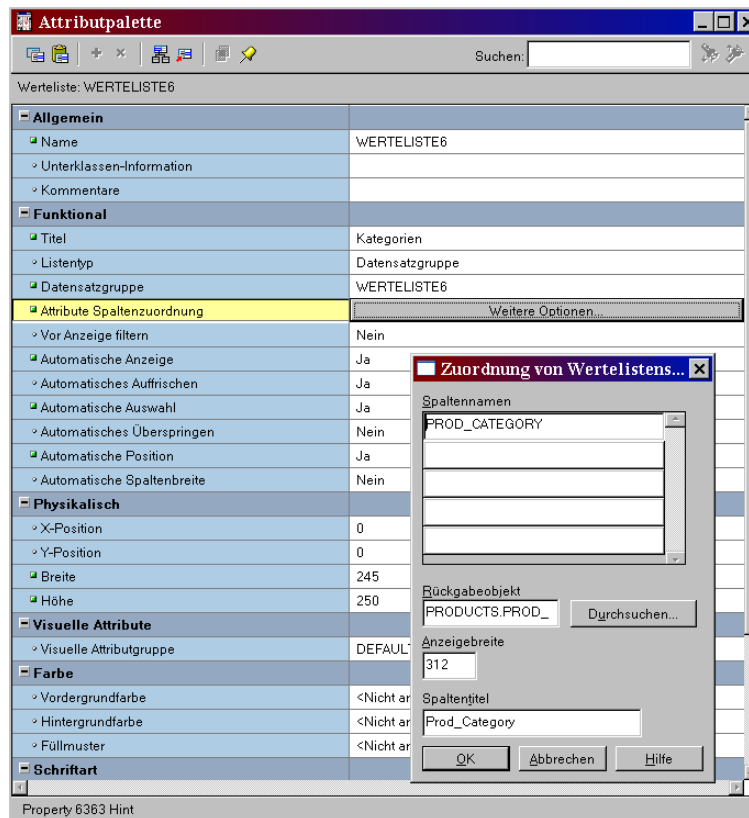 Attributpalette
Suchen:
Werteliste: WERTELISTE6
Allgemein
Name WERTELISTE6
Unterklassen-Information
Kommentare
Funktional
Titel Kategorien
Listentyp Datensatzgruppe
Datensatzgruppe WERTELISTE6
Attribute Spaltenzuordnung Weitere Optionen...
Vor Anzeige filtern Nein
Automatische Anzeige Ja
Automatisches Auffrischen Ja
Automatische Auswahl Ja
Automatisches Überspringen Nein
Automatische Position Ja
Automatische Spaltenbreite Nein
Physikalisch
X-Position 0
Y-Position 0
Breite 245
Höhe 250
Visuelle Attribute
Visuelle Attributgruppe DEFAUL
Farbe
Vordergrundfarbe <Nicht ar
Hintergrundfarbe <Nicht ar
Füllmuster <Nicht ar
Schriftart
Property 6363 Hint
Zuordnung von Wertelistens...
Spaltennamen
PROD_CATEGORY
Rückgabeobjekt
PRODUCTS.PROD_ Durchsuchen...
Anzeigebreite
312
Spaltentitel
Prod_Category
OK Abbrechen Hilfe